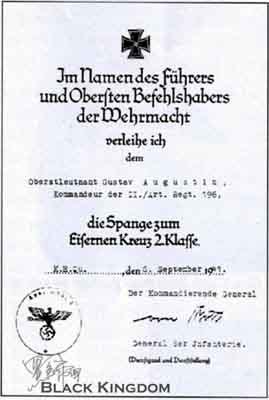 Im Namen des Führers
und Obersten Befehlshabers
der Wehrmacht
verleihe ich
dem
Oberstleutnant Gustav Augustin,
Kommandeur der II./Art. Regt. 196,
die Spange zum
Eisernen Kreuz 2.Klasse.
K.H.Qu. ,den 6. September 1941.
Der Kommandierende General
General der Infanterie.
(Dienstgrad und Dienststellung)
BLACK KINGDOM